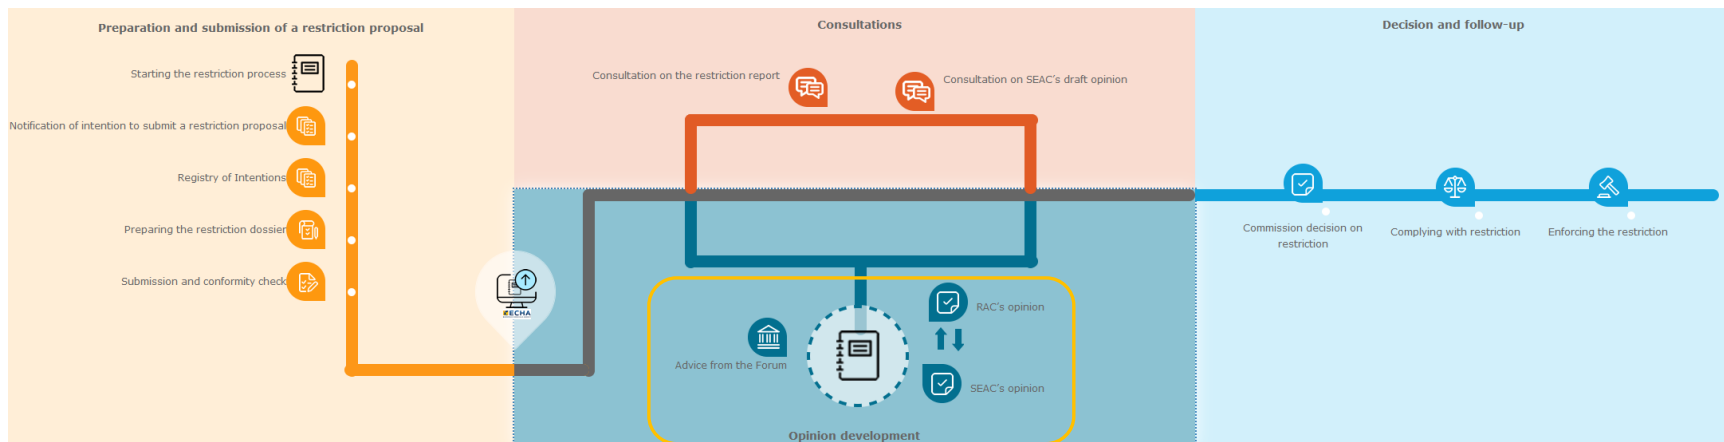 Preparation and submission of a restriction proposal
Starting the restriction process
Notification of intention to submit a restriction proposal
Registry of Intentions
Preparing the restriction dossier
Submission and conformity check
ECHA
Consultations
Consultation on the restriction report
Consultation on SEAC's draft opinion
Advice from the Forum
RAC's opinion
SEAC's opinion
Opinion development
Decision and follow-up
Commission decision on
restriction
Complying with restriction
Enforcing the restriction